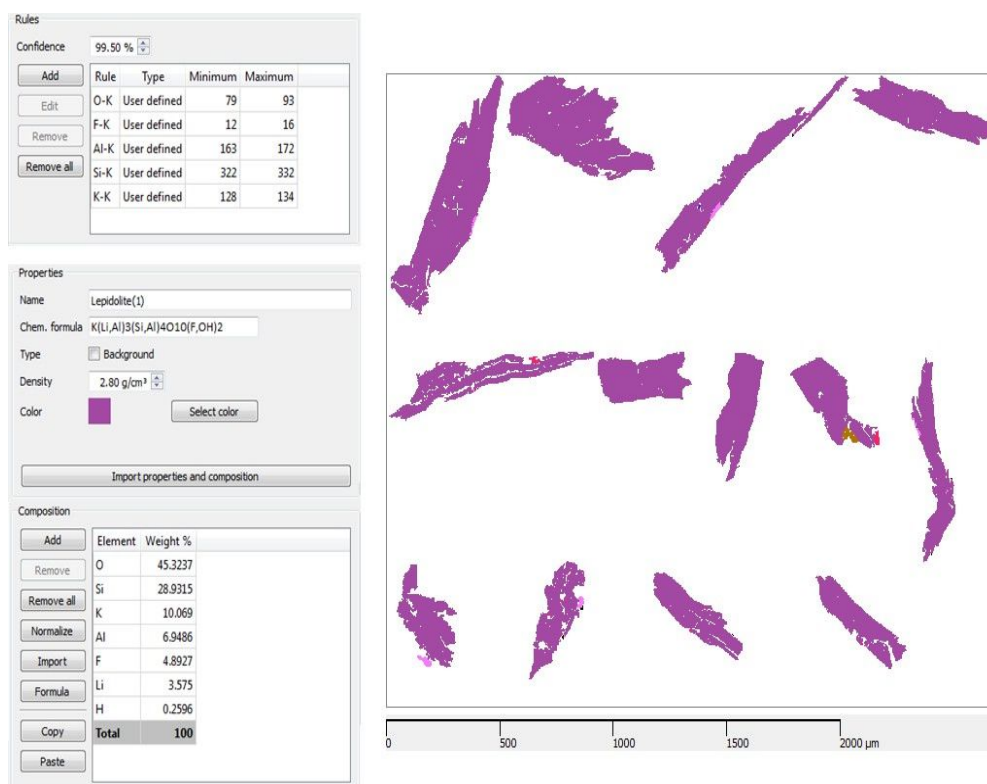 Rules
Confidence 99.50 %
Add
Edit
Remove
Remove all
Rule Type Minimum Maximum
O-K User defined 79 93
F-K User defined 12 16
Al-K User defined 163 172
Si-K User defined 322 332
K-K User defined 128 134
Properties
Name Lepidolite(1)
Chem. formula K(Li,Al)3(Si,Al)4O10(F,OH)2
Type Background
Density 2.80 g/cm³
Color Select color
Import properties and composition
Composition
Add
Remove
Remove all
Normalize
Import
Formula
Copy
Paste
Element Weight %
O 45.3237
Si 28.9315
K 10.069
Al 6.9486
F 4.8927
Li 3.575
H 0.2596
Total 100
0 500 1000 1500 2000 µm